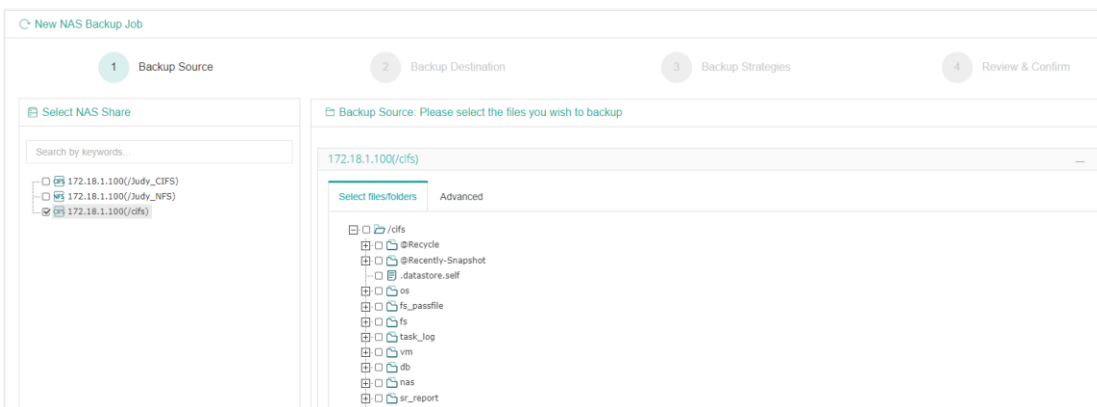 New NAS Backup Job
1 Backup Source
2 Backup Destination
3 Backup Strategies
4 Review & Confirm
Select NAS Share
Search by keywords...
CIFS 172.18.1.100(/Judy_CIFS)
NFS 172.18.1.100(/Judy_NFS)
CIFS 172.18.1.100(/cifs)
Backup Source: Please select the files you wish to backup
172.18.1.100(/cifs)
Select files/folders Advanced
/cifs
@Recycle
@Recently-Snapshot
.datastore.self
os
fs_passfile
fs
task_log
vm
db
nas
sr_report